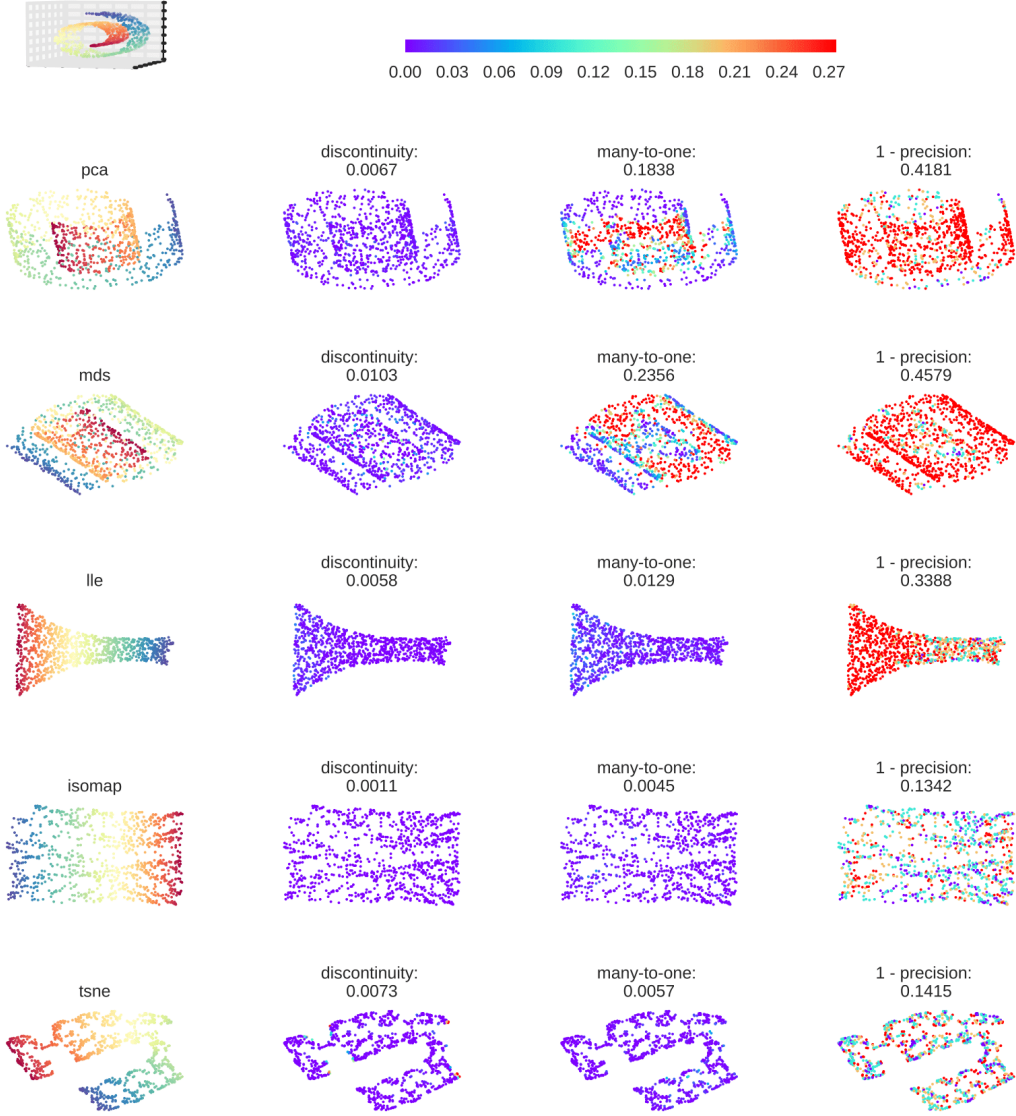 0.00 0.03 0.06 0.09 0.12 0.15 0.18 0.21 0.24 0.27
pca
discontinuity:
0.0067
many-to-one:
0.1838
1 - precision:
0.4181
mds
discontinuity:
0.0103
many-to-one:
0.2356
1 - precision:
0.4579
lle
discontinuity:
0.0058
many-to-one:
0.0129
1 - precision:
0.3388
isomap
discontinuity:
0.0011
many-to-one:
0.0045
1 - precision:
0.1342
tsne
discontinuity:
0.0073
many-to-one:
0.0057
1 - precision:
0.1415